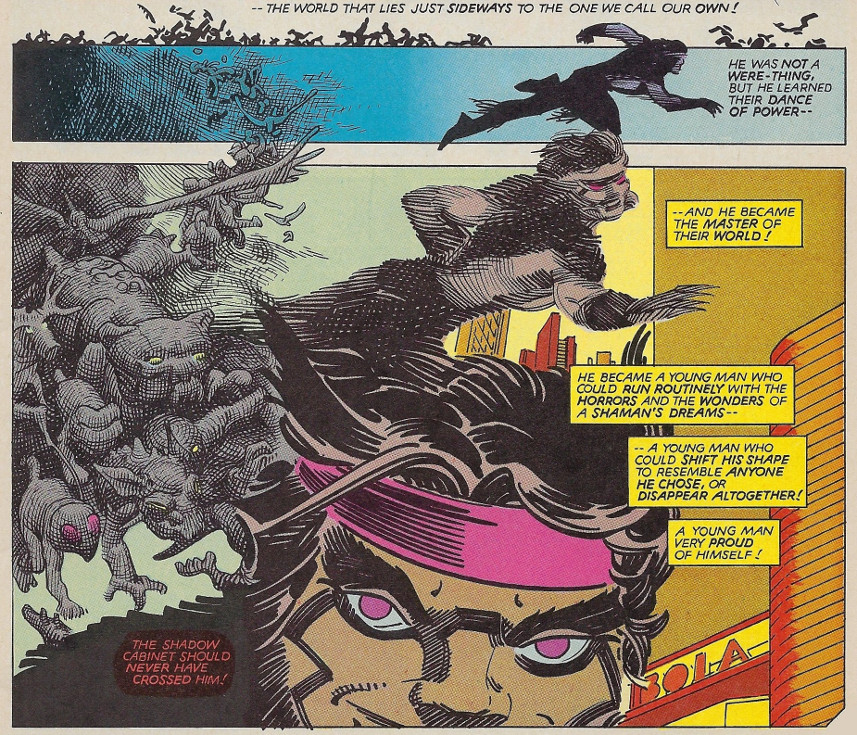 -- THE WORLD THAT LIES JUST SIDEWAYS TO THE ONE WE CALL OUR OWN!
HE WAS NOT A
WERE-THING,
BUT HE LEARNED
THEIR DANCE
OF POWER--
--AND HE BECAME
THE MASTER OF
THEIR WORLD!
HE BECAME A YOUNG MAN WHO
COULD RUN ROUTINELY WITH THE
HORRORS AND THE WONDERS OF
A SHAMAN'S DREAMS--
-- A YOUNG MAN WHO
COULD SHIFT HIS SHAPE
TO RESEMBLE ANYONE
HE CHOSE, OR
DISAPPEAR ALTOGETHER!
A YOUNG MAN
VERY PROUD
OF HIMSELF!
THE SHADOW
CABINET SHOULD
NEVER HAVE
CROSSED HIM!
BOLA